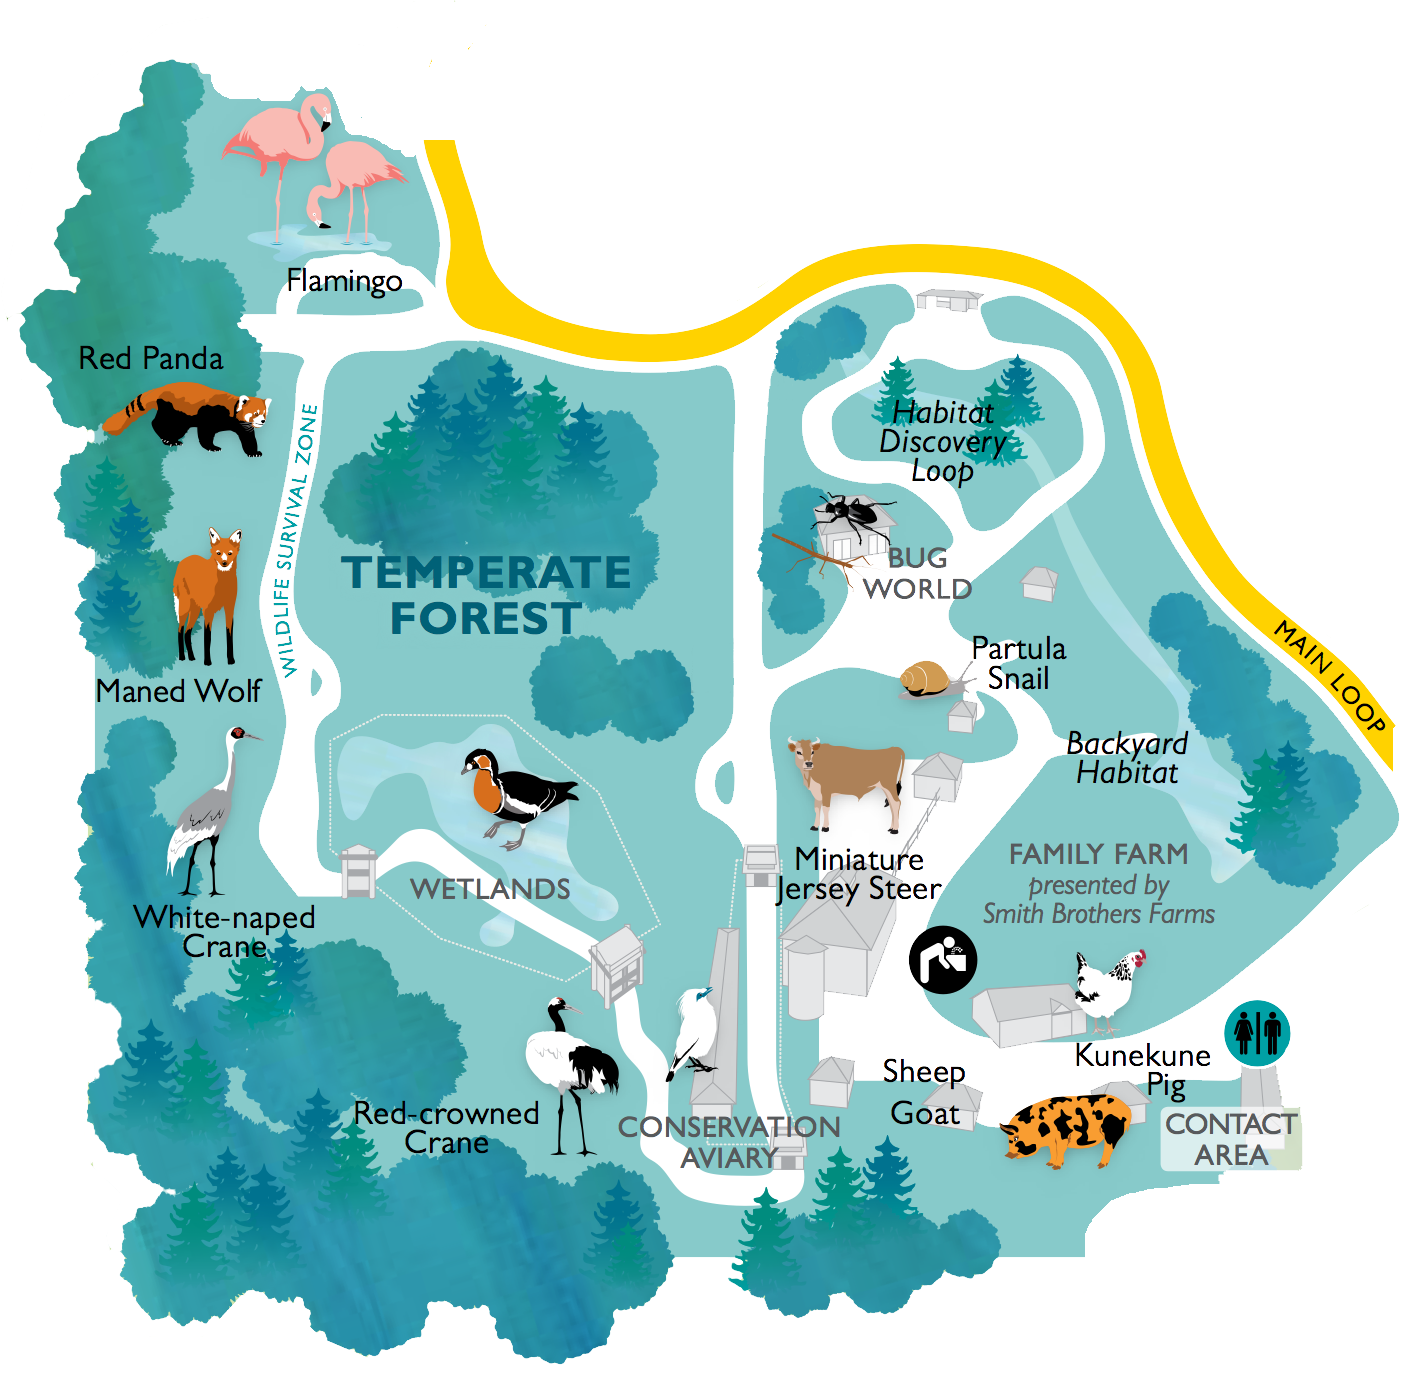 Flamingo
Red Panda
WILDLIFE SURVIVAL ZONE
Habitat
Discovery
Loop
TEMPERATE
FOREST
BUG
WORLD
MAIN LOOP
Partula
Snail
Maned Wolf
Backyard
Habitat
White-naped
Crane
WETLANDS
Miniature
Jersey Steer
FAMILY FARM
presented by
Smith Brothers Farms
Red-crowned
Crane
CONSERVATION
AVIARY
Sheep
Goat
Kunekune
Pig
CONTACT
AREA